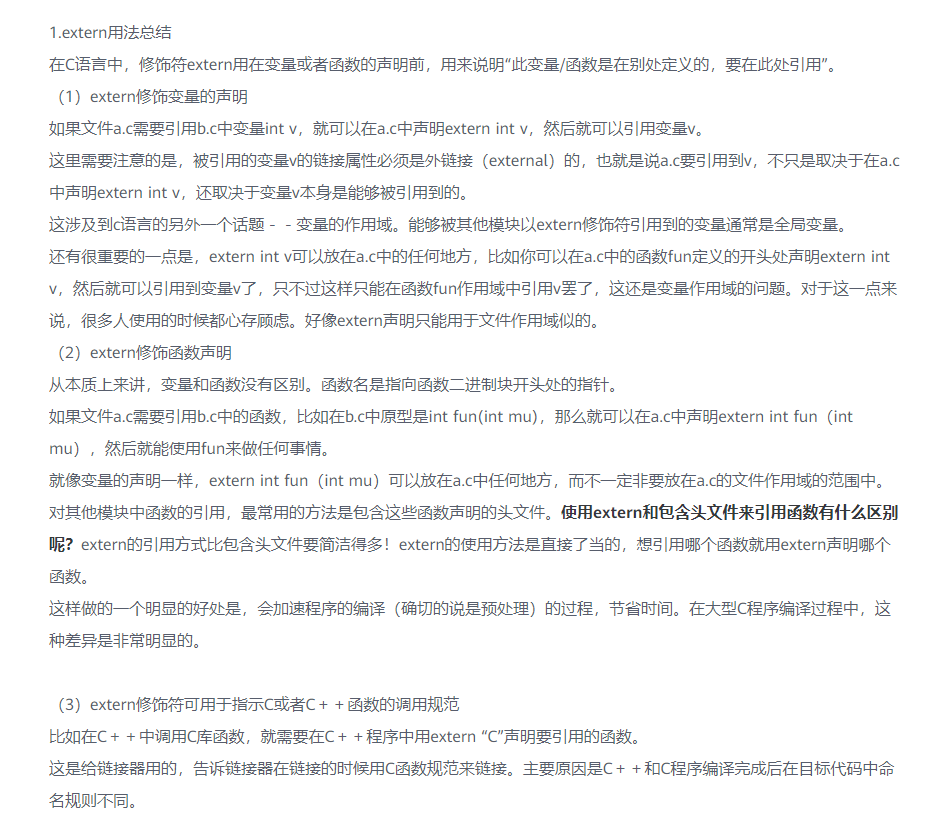 1.extern用法总结
在C语言中，修饰符extern用在变量或者函数的声明前，用来说明“此变量/函数是在别处定义的，要在此处引用”。
（1）extern修饰变量的声明
如果文件a.c需要引用b.c中变量int v，就可以在a.c中声明extern int v，然后就可以引用变量v。
这里需要注意的是，被引用的变量v的链接属性必须是外链接（external）的，也就是说a.c要引用到v，不只是取决于在a.c
中声明extern int v，还取决于变量v本身是能够被引用到的。
这涉及到c语言的另外一个话题－－变量的作用域。能够被其他模块以extern修饰符引用到的变量通常是全局变量。
还有很重要的一点是，extern int v可以放在a.c中的任何地方，比如你可以在a.c中的函数fun定义的开头处声明extern int
v，然后就可以引用到变量v了，只不过这样只能在函数fun作用域中引用v罢了，这还是变量作用域的问题。对于这一点来
说，很多人使用的时候都心存顾虑。好像extern声明只能用于文件作用域似的。
（2）extern修饰函数声明
从本质上来讲，变量和函数没有区别。函数名是指向函数二进制块开头处的指针。
如果文件a.c需要引用b.c中的函数，比如在b.c中原型是int fun(int mu)，那么就可以在a.c中声明extern int fun（int
mu），然后就能使用fun来做任何事情。
就像变量的声明一样，extern int fun（int mu）可以放在a.c中任何地方，而不一定非要放在a.c的文件作用域的范围中。
对其他模块中函数的引用，最常用的方法是包含这些函数声明的头文件。使用extern和包含头文件来引用函数有什么区别
呢？extern的引用方式比包含头文件要简洁得多！extern的使用方法是直接了当的，想引用哪个函数就用extern声明哪个
函数。
这样做的一个明显的好处是，会加速程序的编译（确切的说是预处理）的过程，节省时间。在大型C程序编译过程中，这
种差异是非常明显的。
（3）extern修饰符可用于指示C或者C＋＋函数的调用规范
比如在C＋＋中调用C库函数，就需要在C＋＋程序中用extern “C”声明要引用的函数。
这是给链接器用的，告诉链接器在链接的时候用C函数规范来链接。主要原因是C＋＋和C程序编译完成后在目标代码中命
名规则不同。